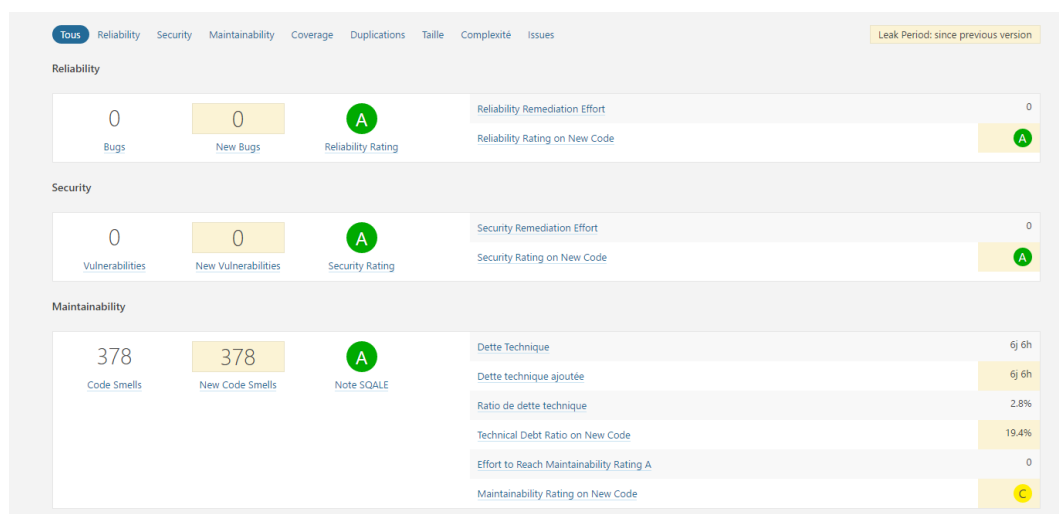 Tous Reliability Security Maintainability Coverage Duplications Taille Complexité Issues Leak Period: since previous version
Reliability
0 0 A
Bugs New Bugs Reliability Rating
Reliability Remediation Effort 0
Reliability Rating on New Code A
Security
0 0 A
Vulnerabilities New Vulnerabilities Security Rating
Security Remediation Effort 0
Security Rating on New Code A
Maintainability
378 378 A
Code Smells New Code Smells Note SQALE
Dette Technique 6j 6h
Dette technique ajoutée 6j 6h
Ratio de dette technique 2.8%
Technical Debt Ratio on New Code 19.4%
Effort to Reach Maintainability Rating A 0
Maintainability Rating on New Code C